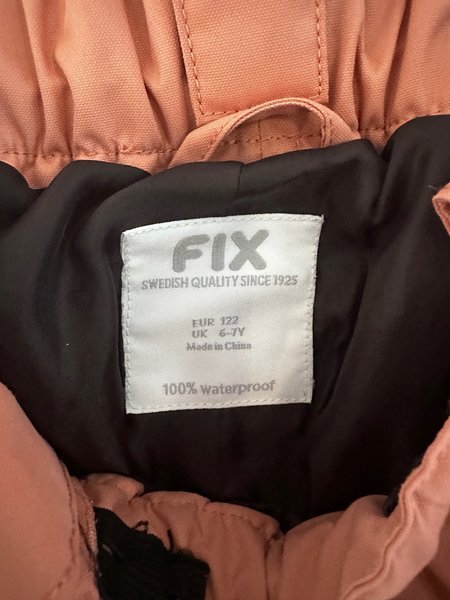 FIX
SWEDISH QUALITY SINCE 1925
EUR 122
UK 6-7Y
Made in China
100% waterproof